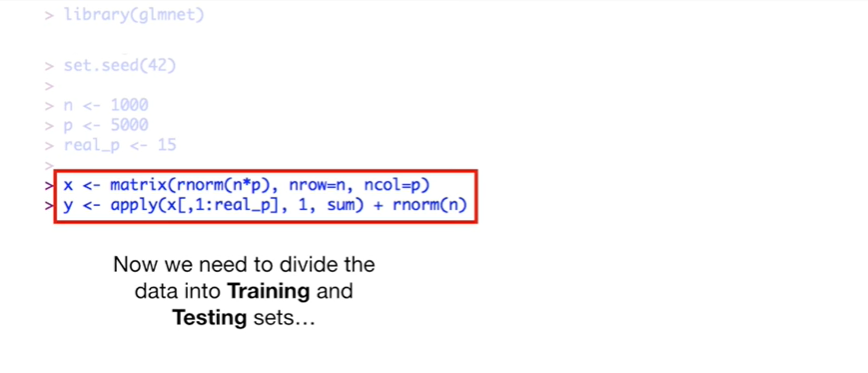 > library(glmnet)
> set.seed(42)
>
> n <- 1000
> p <- 5000
> real_p <- 15
>
> x <- matrix(rnorm(n*p), nrow=n, ncol=p)
> y <- apply(x[,1:real_p], 1, sum) + rnorm(n)
Now we need to divide the
data into Training and
Testing sets...